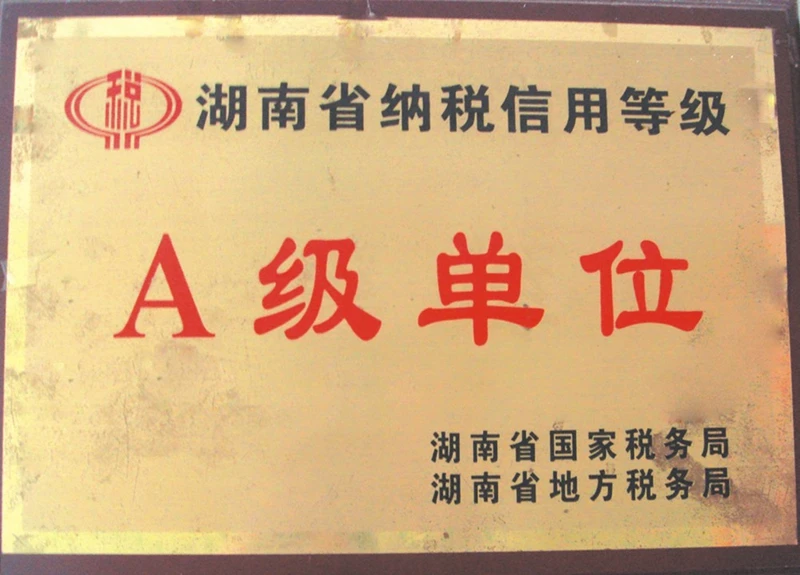 税 湖南省纳税信用等级
A级单位
湖南省国家税务局
湖南省地方税务局